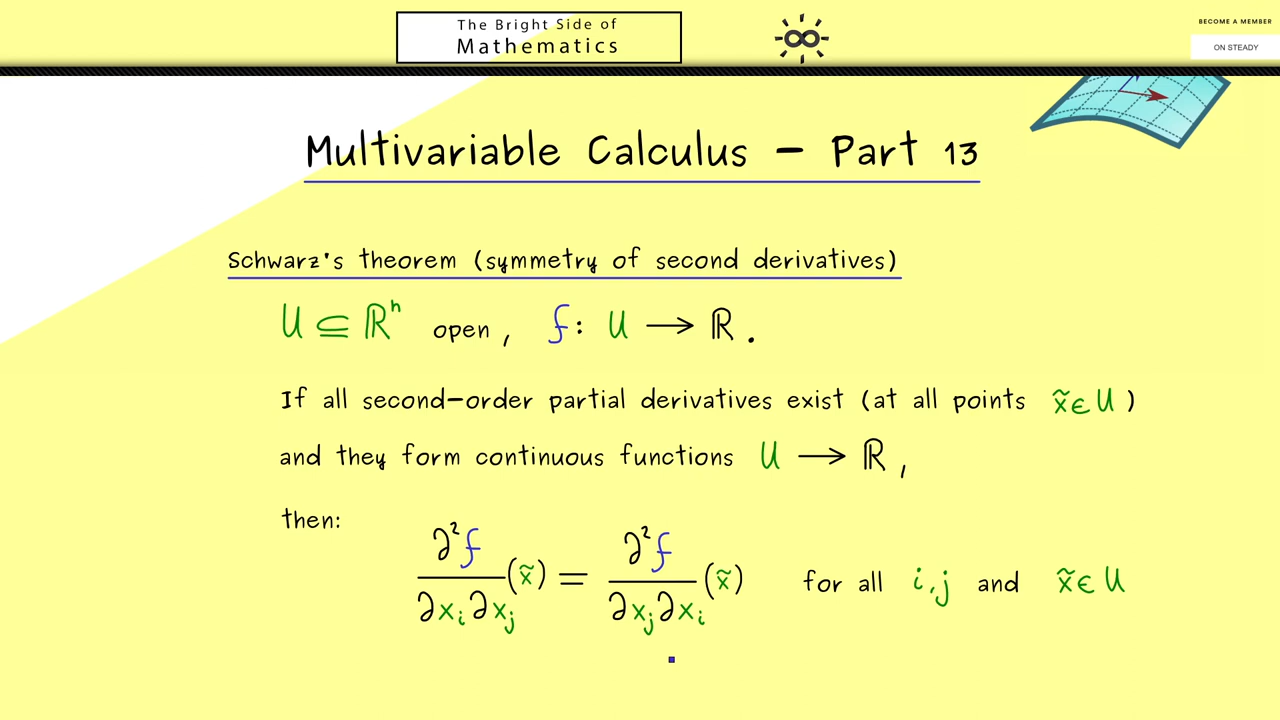 The Bright Side of
Mathematics
BECOME A MEMBER
ON STEADY
Multivariable Calculus – Part 13
Schwarz's theorem (symmetry of second derivatives)
U ⊆ ℝⁿ open, f: U → ℝ.
If all second-order partial derivatives exist (at all points x̃ ∈ U)
and they form continuous functions U → ℝ,
then:
∂²f/∂xᵢ∂xⱼ (x̃) = ∂²f/∂xⱼ∂xᵢ (x̃) for all i,j and x̃ ∈ U